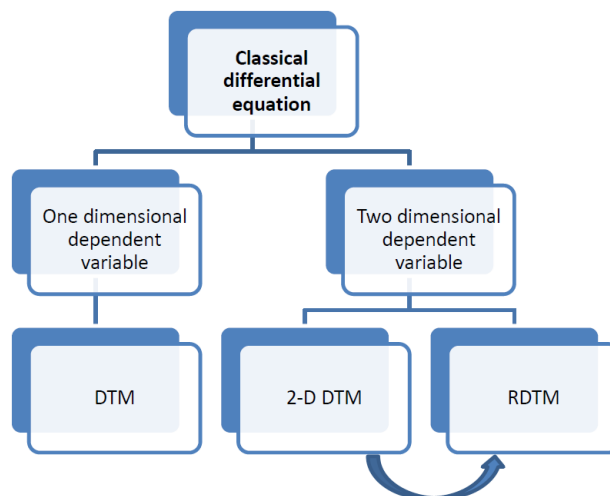 Classical
differential
equation
One dimensional
dependent
variable
Two dimensional
dependent
variable
DTM
2-D DTM
RDTM